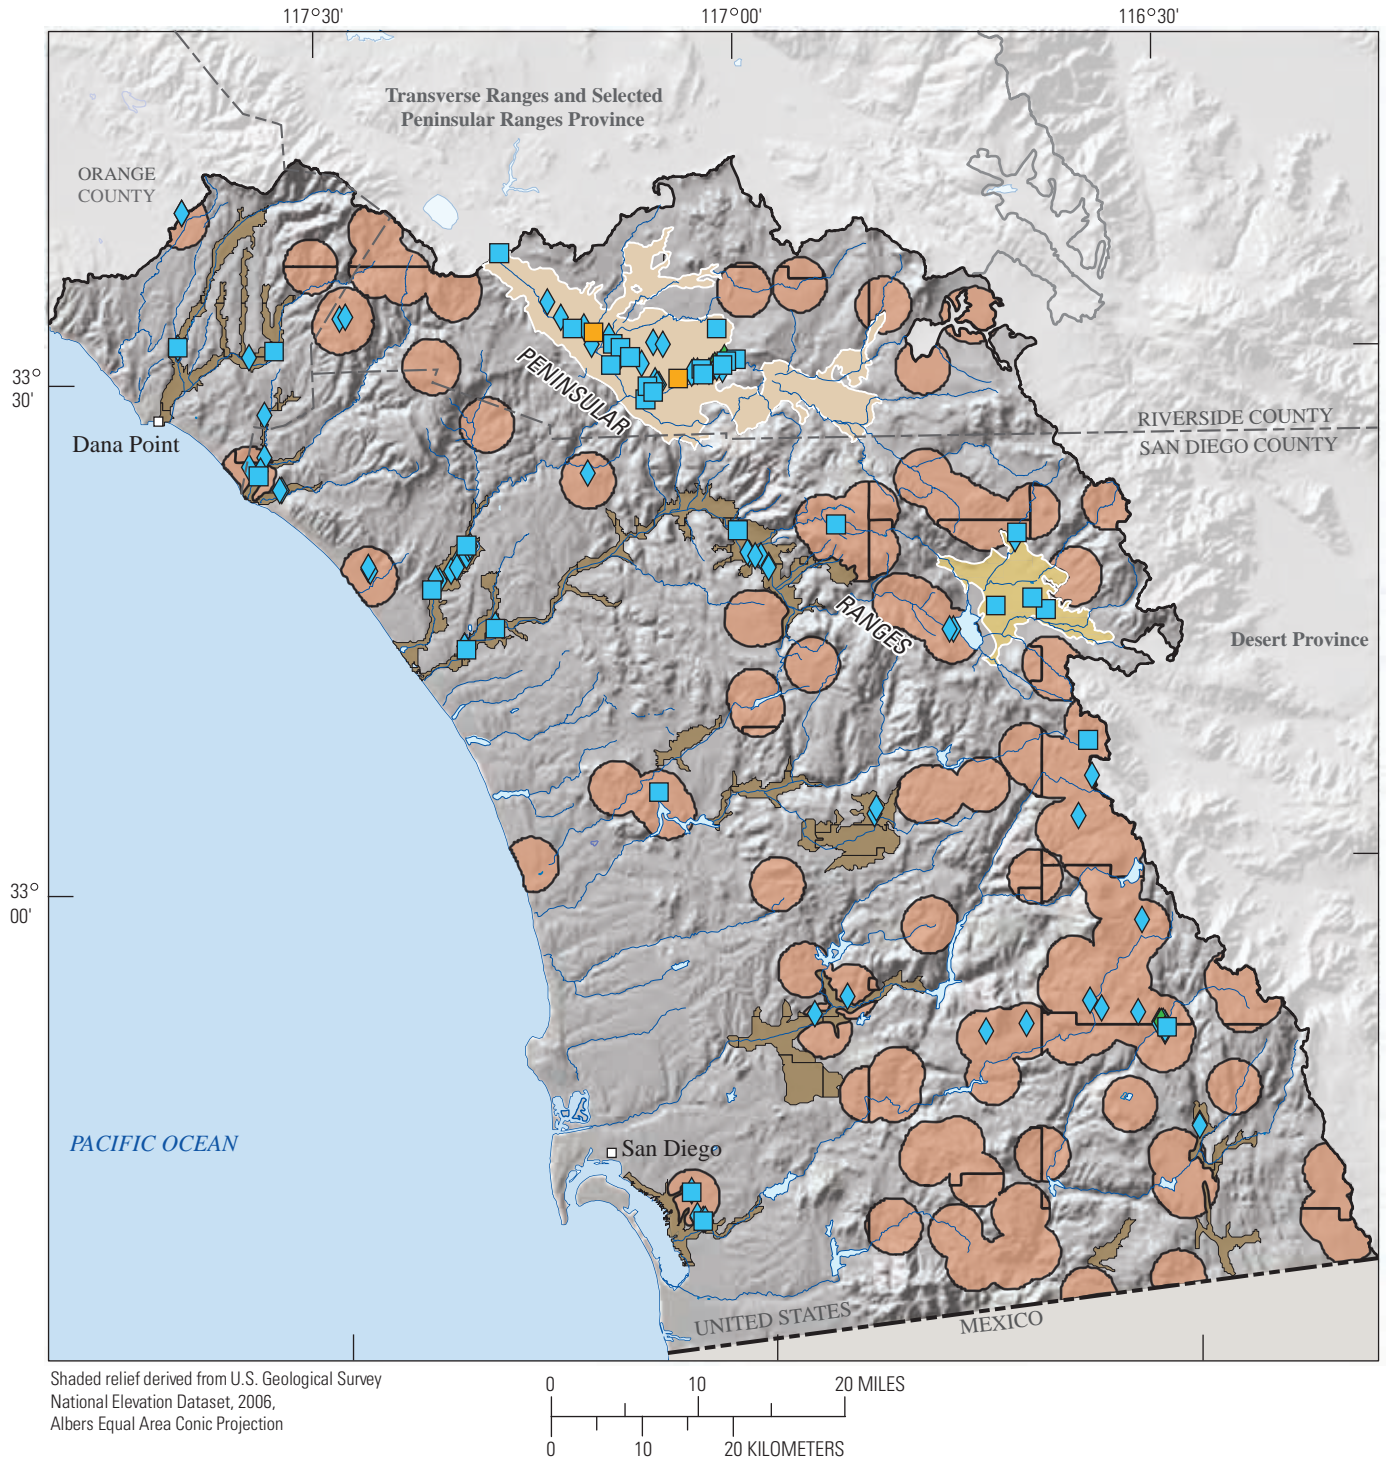 117°30'
117°00'
116°30'
Transverse Ranges and Selected
Peninsular Ranges Province
ORANGE
COUNTY
PENINSULAR
33°
30'
RIVERSIDE COUNTY
SAN DIEGO COUNTY
Dana Point
RANGES
Desert Province
33°
00'
PACIFIC OCEAN
San Diego
UNITED STATES
MEXICO
Shaded relief derived from U.S. Geological Survey
National Elevation Dataset, 2006,
Albers Equal Area Conic Projection
0 10 20 MILES
0 10 20 KILOMETERS